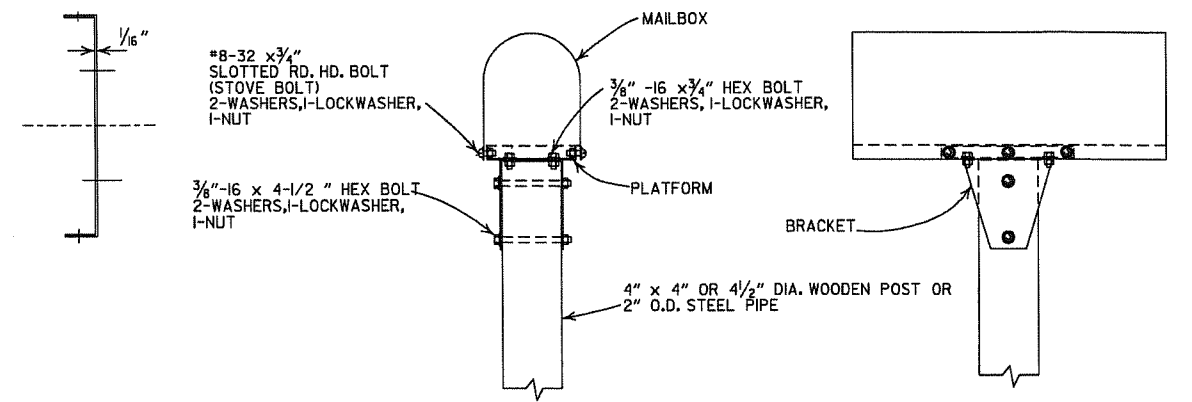 1/16"
#8-32 x3/4"
SLOTTED RD. HD. BOLT
(STOVE BOLT)
2-WASHERS,1-LOCKWASHER,
1-NUT
MAILBOX
3/8" -16 x3/4" HEX BOLT
2-WASHERS, 1-LOCKWASHER,
1-NUT
3/8"-16 x 4-1/2 " HEX BOLT
2-WASHERS,1-LOCKWASHER,
1-NUT
PLATFORM
BRACKET
4" x 4" OR 4 1/2" DIA. WOODEN POST OR
2" O.D. STEEL PIPE